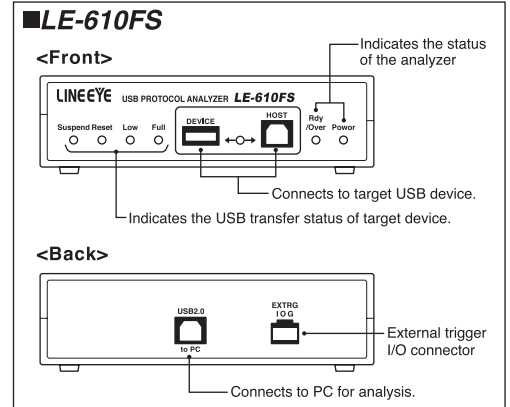 ■LE-610FS
<Front>
Indicates the status
of the analyzer
LINEEYE USB PROTOCOL ANALYZER LE-610FS
Suspend Reset Low Full
DEVICE
HOST
Rdy
/Over Powor
Connects to target USB device.
Indicates the USB transfer status of target device.
<Back>
USB2.0
to PC
EXTRG
I O G
External trigger
I/O connector
Connects to PC for analysis.